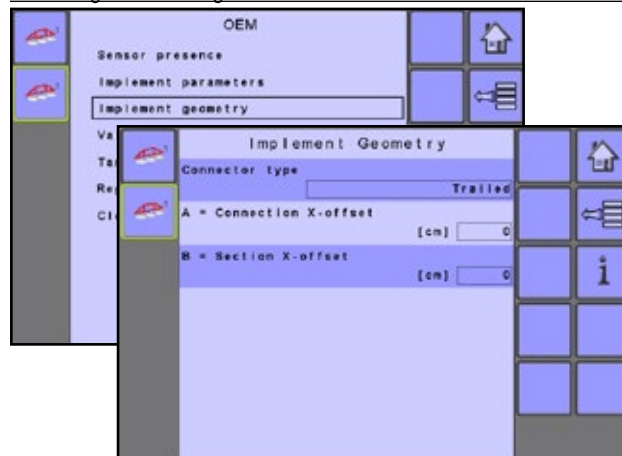 OEM
Sensor presence
Implement parameters
Implement geometry
Va
Ta
Re
Cl
Implement Geometry
Connector type
Trailed
A = Connection X-offset
[cm] 0
B = Section X-offset
[cm] 0
i